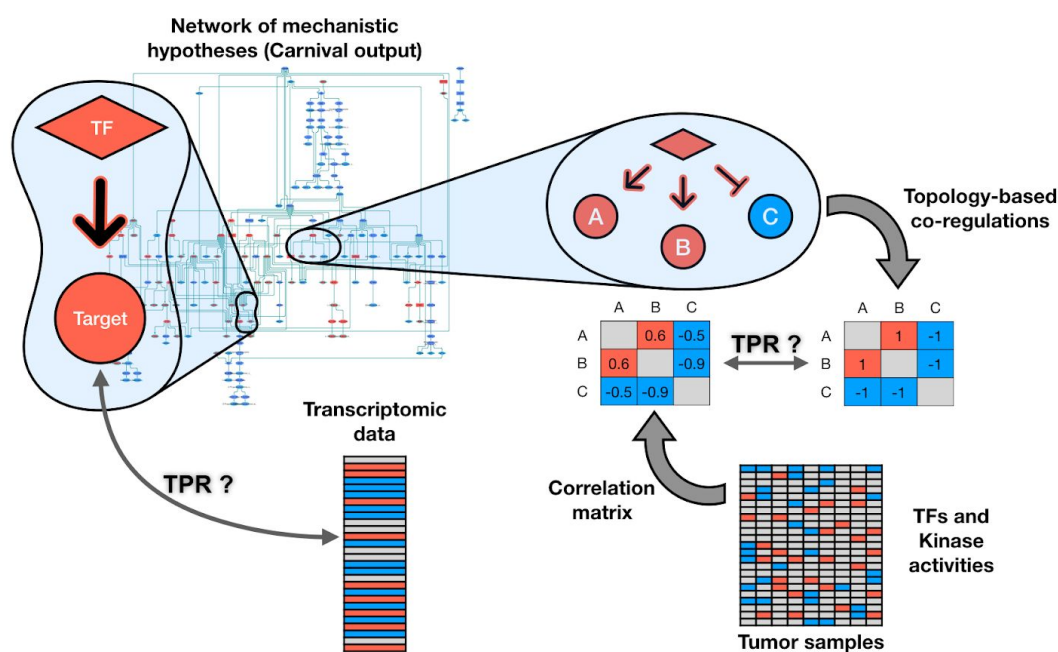 Network of mechanistic
hypotheses (Carnival output)
TF
Target
A
B
C
Topology-based
co-regulations
A B C
A 0.6 -0.5
B 0.6 -0.9
C -0.5 -0.9
TPR ?
A B C
A 1 -1
B 1 -1
C -1 -1
Transcriptomic
data
TPR ?
Correlation
matrix
TFs and
Kinase
activities
Tumor samples